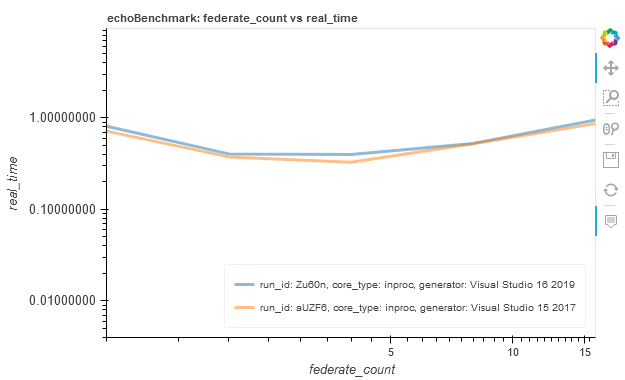 echoBenchmark: federate_count vs real_time
1.00000000
0.10000000
0.01000000
real_time
run_id: Zu60n, core_type: inproc, generator: Visual Studio 16 2019
run_id: aUZF6, core_type: inproc, generator: Visual Studio 15 2017
5
10
15
federate_count